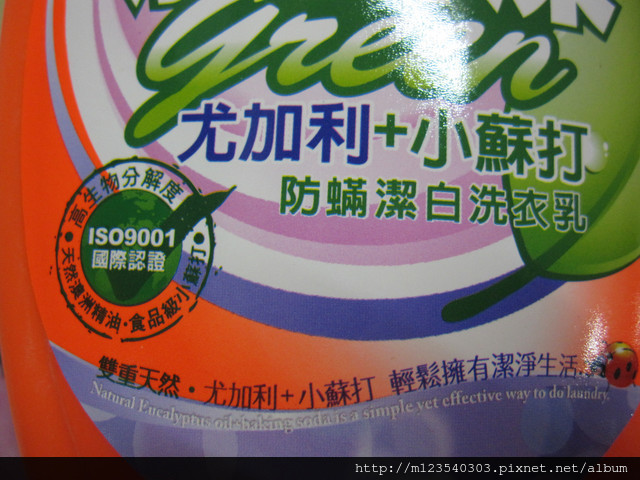 green
尤加利+小蘇打
防蟎潔白洗衣乳
高生物分解度
ISO9001
國際認證
天然澳洲精油·食品級小蘇打
雙重天然·尤加利+小蘇打 輕鬆擁有潔淨生活
Natural Eucalyptus oil+baking soda is a simple yet effective way to do laundry.
http://m123540303.pixnet.net/album